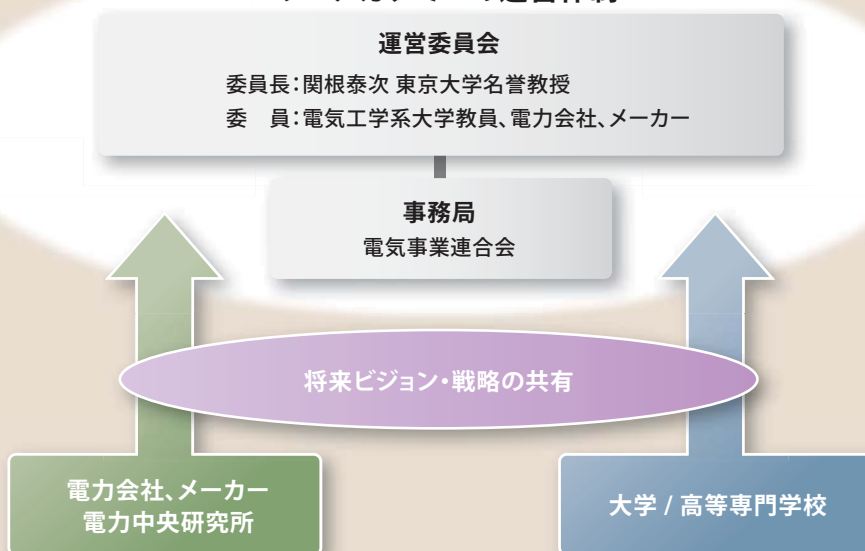 運営委員会
委員長：関根泰次 東京大学名誉教授
委　員：電気工学系大学教員、電力会社、メーカー
事務局
電気事業連合会
将来ビジョン・戦略の共有
電力会社、メーカー
電力中央研究所
大学 / 高等専門学校